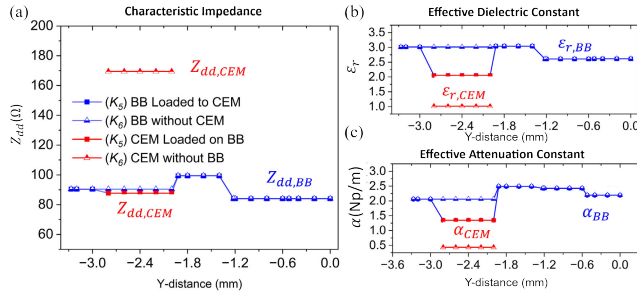 (a)
Characteristic Impedance
200
180
160
140
120
100
80
60
Z_dd(Ω)
Z_dd,CEM
(K₅) BB Loaded to CEM
(K₆) BB without CEM
(K₅) CEM Loaded on BB
(K₆) CEM without BB
Z_dd,BB
Z_dd,CEM
-3.0 -2.4 -1.8 -1.2 -0.6 0.0
Y-distance (mm)
(b)
Effective Dielectric Constant
3.5
3.0
2.5
2.0
1.5
1.0
ε_r
ε_r,BB
ε_r,CEM
-3.0 -2.4 -1.8 -1.2 -0.6 0.0
Y-distance (mm)
(c)
Effective Attenuation Constant
3.0
2.5
2.0
1.5
1.0
0.5
α(Np/m)
α_CEM
α_BB
-3.6 -3.0 -2.4 -1.8 -1.2 -0.6 0.0
Y-distance (mm)